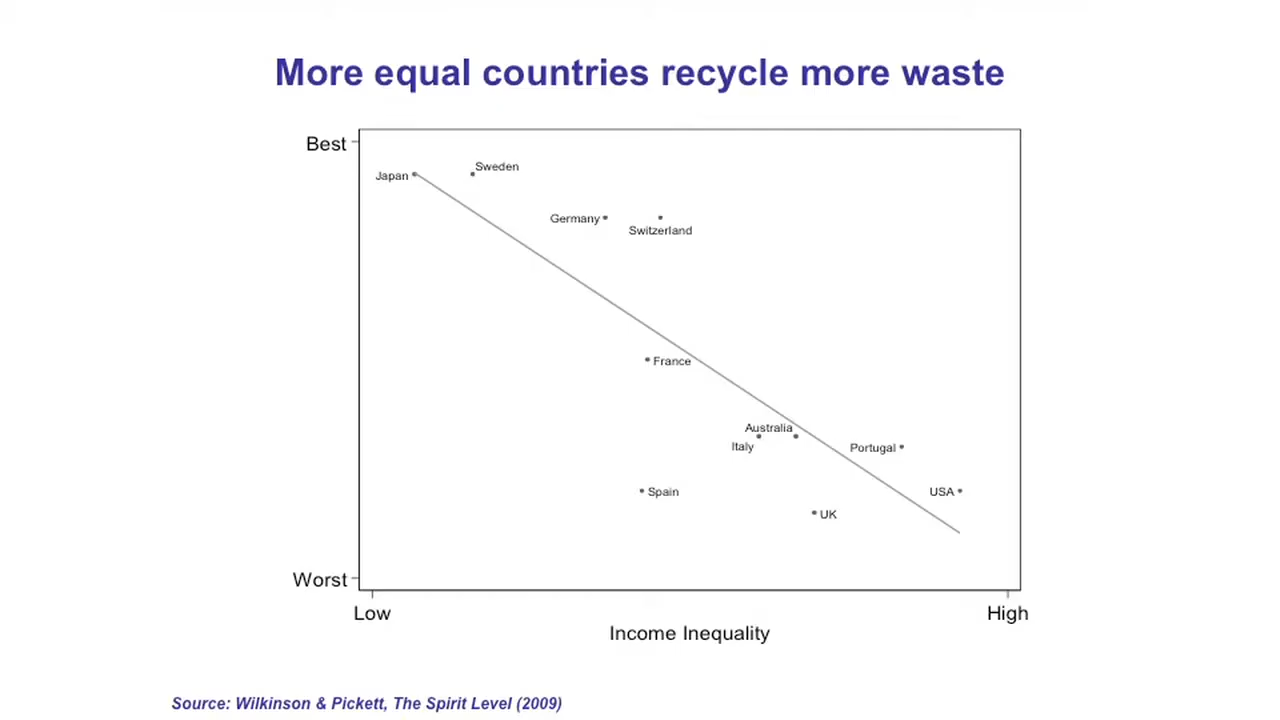 More equal countries recycle more waste
Best
Sweden
Japan
Germany
Switzerland
France
Australia
Italy
Portugal
Spain
USA
UK
Worst
Low
High
Income Inequality
Source: Wilkinson & Pickett, The Spirit Level (2009)